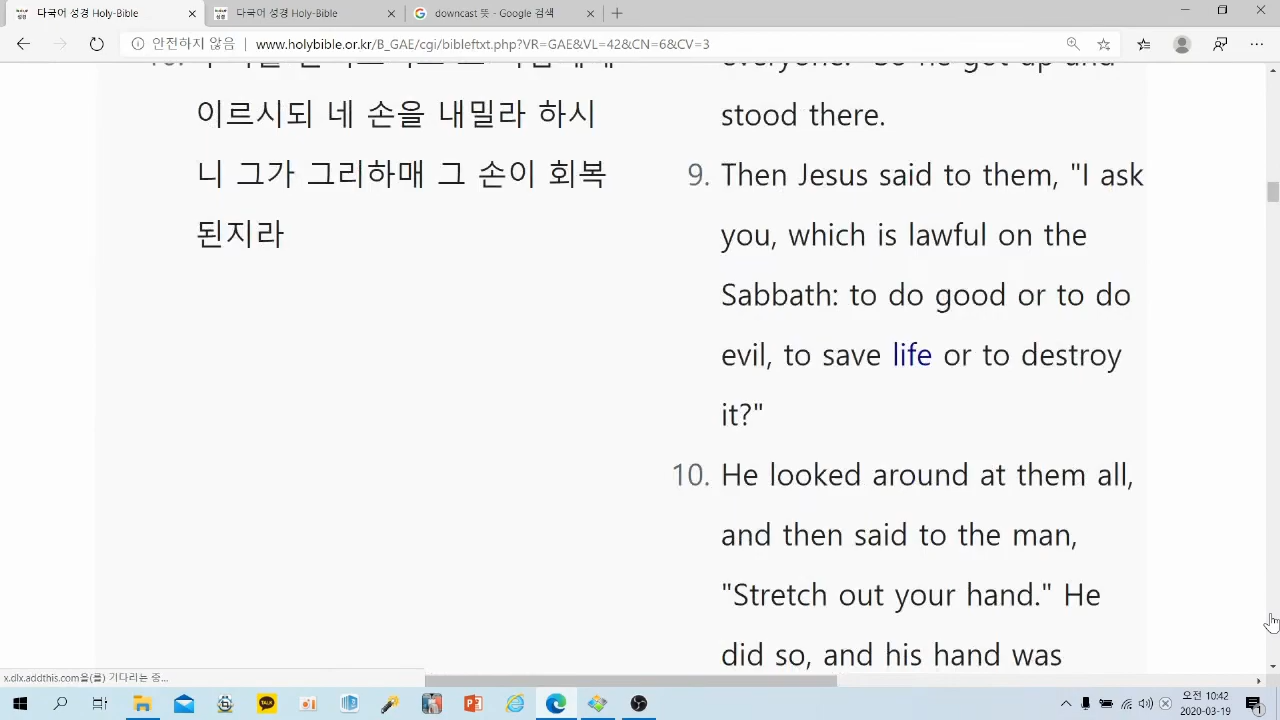 다국어 성경 Holy-Bible
다국어 성경 Holy-Bible
downcast 뜻 - Google 검색
안전하지 않음
www.holybible.or.kr/B_GAE/cgi/bibleftxt.php?VR=GAE&VL=42&CN=6&CV=3
이르시되 네 손을 내밀라 하시
니 그가 그리하매 그 손이 회복
된지라
everyone." So he got up and
stood there.
9. Then Jesus said to them, "I ask
you, which is lawful on the
Sabbath: to do good or to do
evil, to save life or to destroy
it?"
10. He looked around at them all,
and then said to the man,
"Stretch out your hand." He
did so, and his hand was
x.dlx.addthis.com을(를) 기다리는 중...
TALK
오전 10:42
2020-03-19